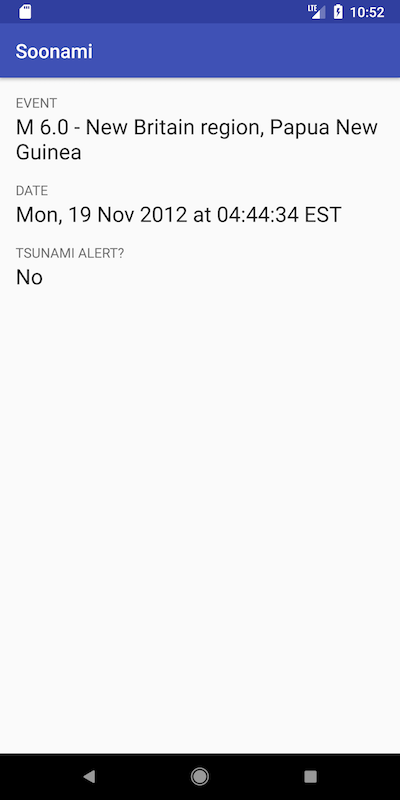 LTE 10:52
Soonami
EVENT
M 6.0 - New Britain region, Papua New
Guinea
DATE
Mon, 19 Nov 2012 at 04:44:34 EST
TSUNAMI ALERT?
No